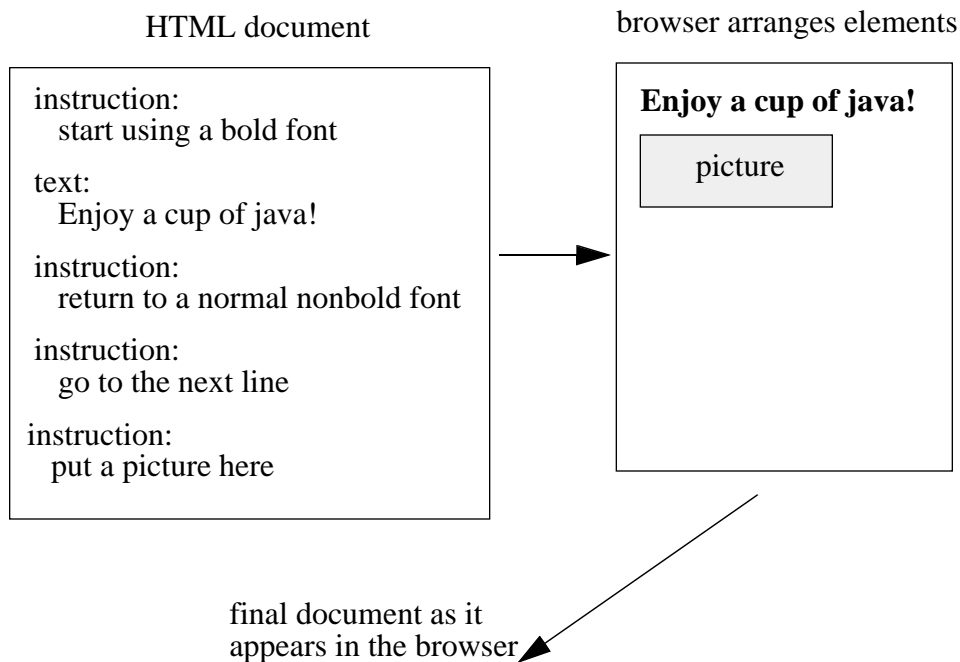 HTML document
instruction:
start using a bold font
text:
Enjoy a cup of java!
instruction:
return to a normal nonbold font
instruction:
go to the next line
instruction:
put a picture here
browser arranges elements
Enjoy a cup of java!
picture
final document as it
appears in the browser